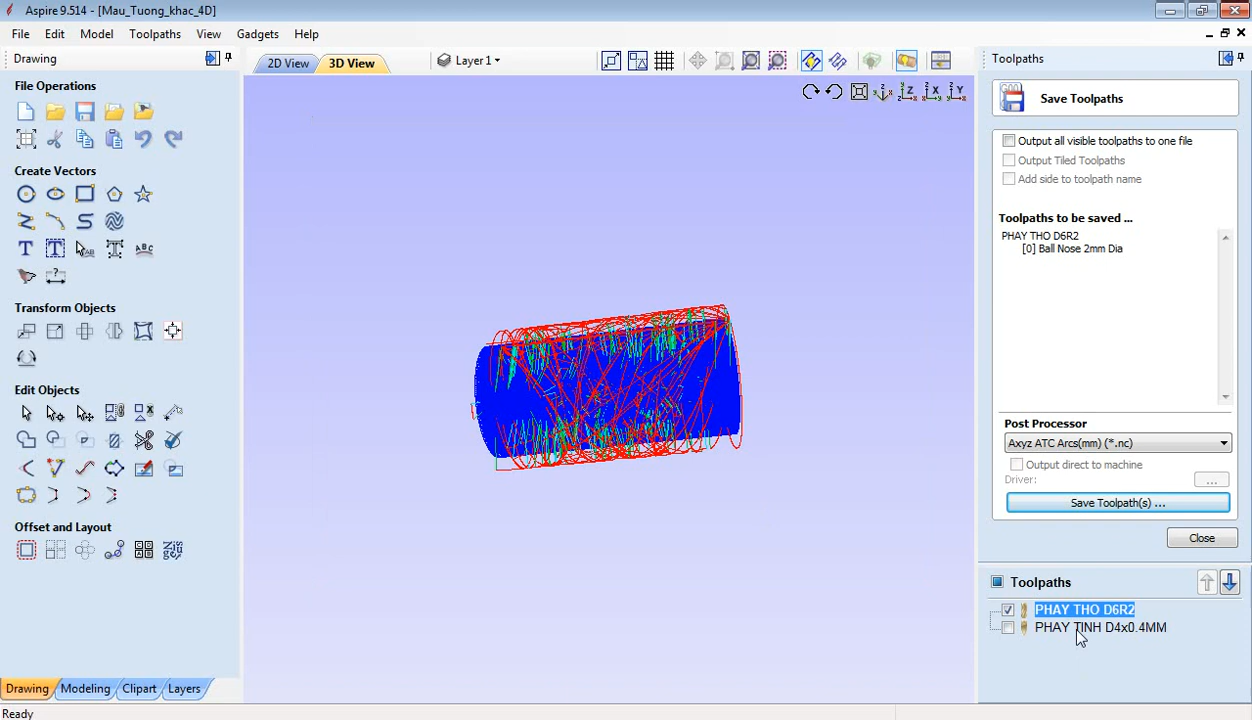 Aspire 9.514 - [Mau_Tuong_khac_4D]
File Edit Model Toolpaths View Gadgets Help
Drawing
2D View 3D View
Layer 1
Toolpaths
File Operations
Save Toolpaths
Output all visible toolpaths to one file
Output Tiled Toolpaths
Add side to toolpath name
Create Vectors
Toolpaths to be saved ...
PHAY THO D6R2
[0] Ball Nose 2mm Dia
Transform Objects
Edit Objects
Post Processor
Axyz ATC Arcs(mm) (*.nc)
Output direct to machine
Driver:
...
Save Toolpath(s) ...
Offset and Layout
Close
Toolpaths
PHAY THO D6R2
PHAY TINH D4x0.4MM
Drawing Modeling Clipart Layers
Ready